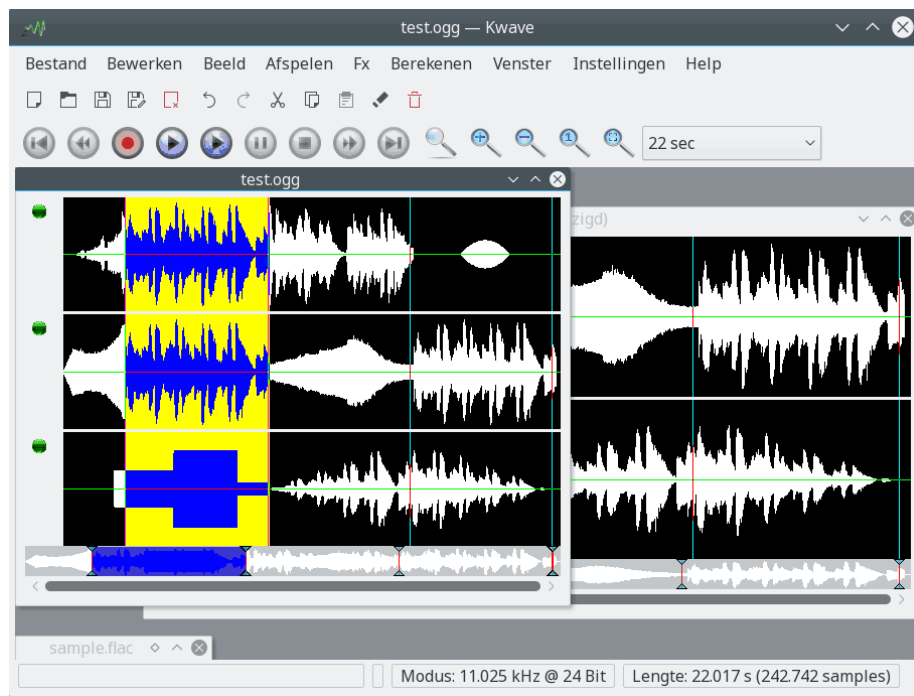 test.ogg — Kwave
Bestand Bewerken Beeld Afspelen Fx Berekenen Venster Instellingen Help
1
22 sec
test.ogg
zigd)
sample.flac
Modus: 11.025 kHz @ 24 Bit Lengte: 22.017 s (242.742 samples)